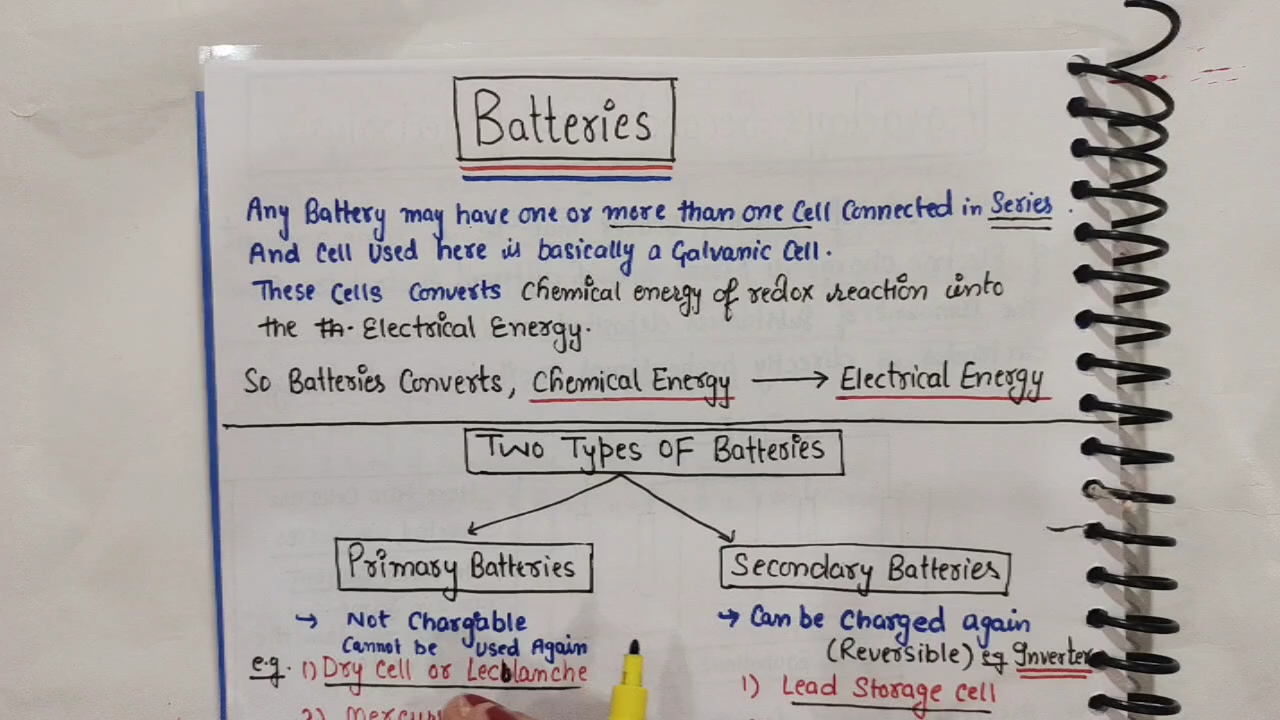 Batteries
Any Battery may have one or more than one Cell Connected in Series.
And Cell Used here is basically a Galvanic Cell.
These Cells Converts Chemical energy of redox reaction into
the th. Electrical Energy.
So Batteries Converts, Chemical Energy → Electrical Energy
Two Types OF Batteries
Primary Batteries
→ Not Chargable
Cannot be Used Again
e.g. 1) Dry Cell or Lecblanche
2)
Secondary Batteries
→ Can be Charged again
(Reversible) eg Inverter
1) Lead Storage Cell